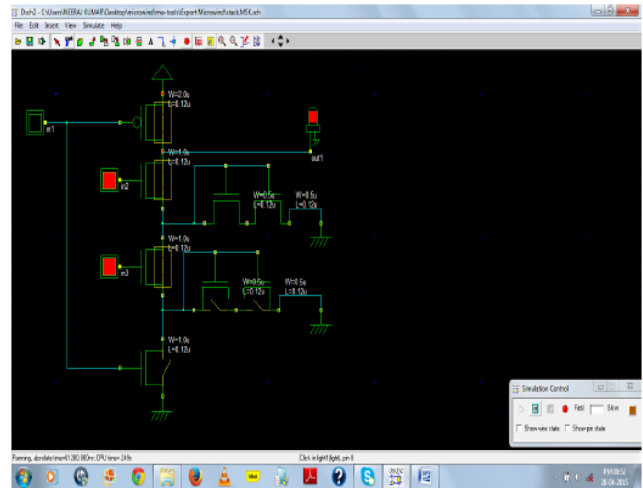 Dsch2 - C:\Users\NEERAJ KUMAR\Desktop\microwind\vma-tools\Export Microwind\stack.MSK.sch
File Edit Insert View Simulate Help
W=2.0u
L=0.12u
in1
W=1.0u
L=0.12u
out1
in2
W=0.5u
L=0.12u
W=0.5u
L=0.12u
W=1.0u
L=0.12u
in3
W=0.5u
L=0.12u
W=0.5u
L=0.12u
W=1.0u
L=0.12u
Simulation Control
Fast Slow
Show wire state Show pin state